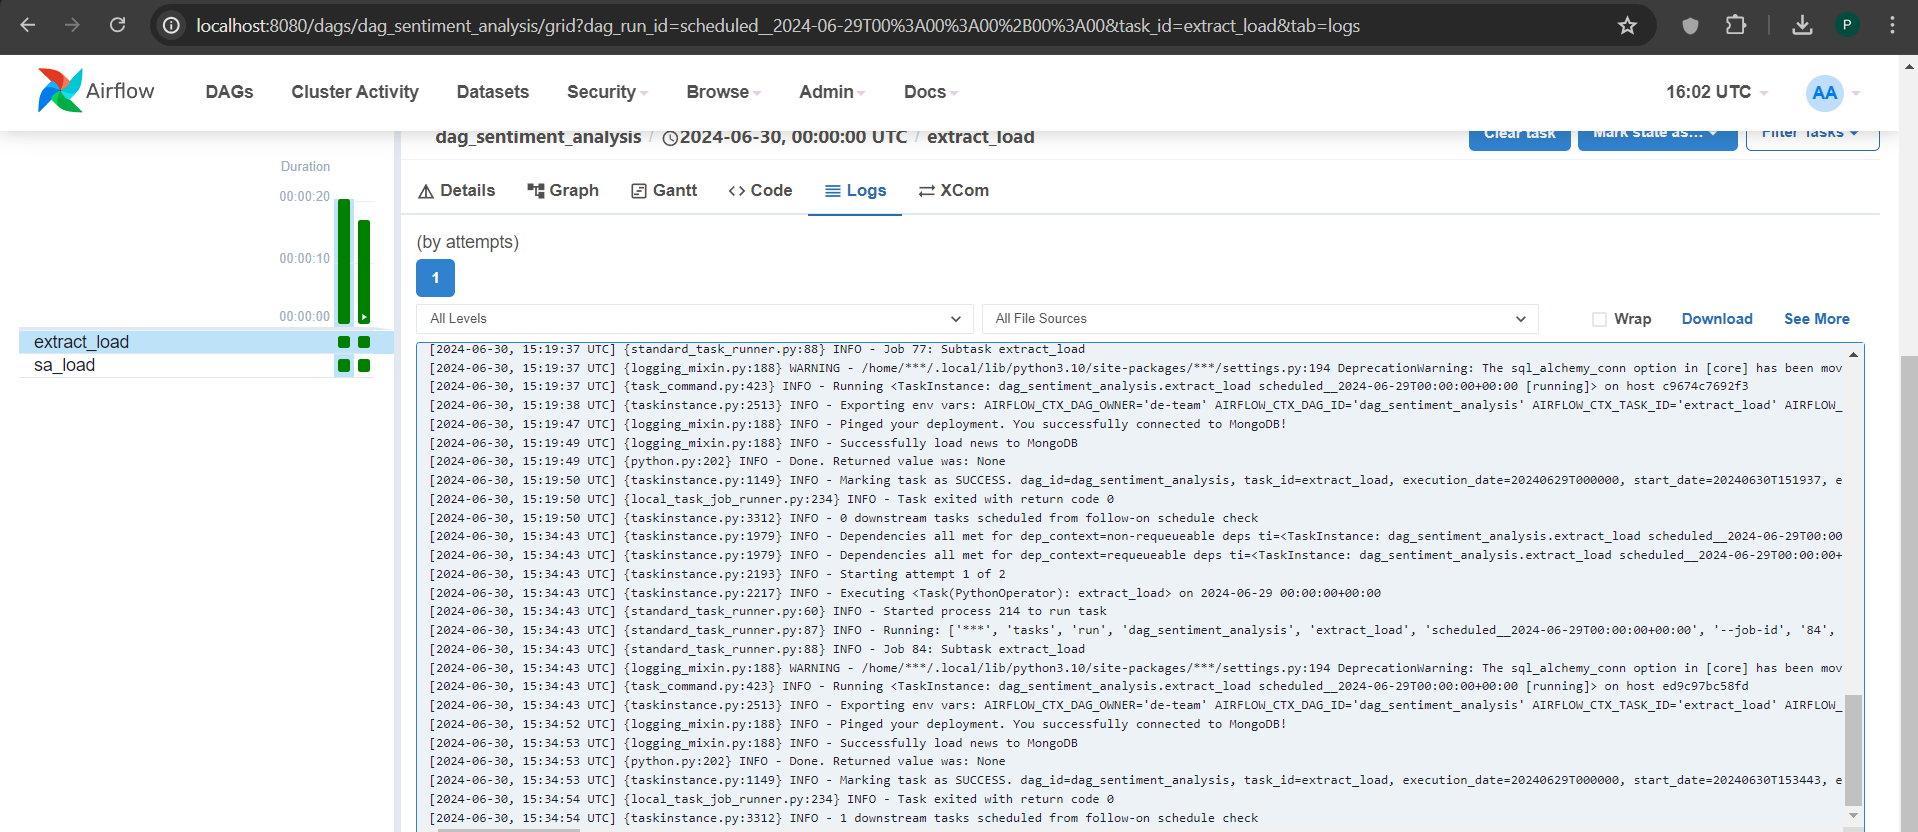 localhost:8080/dags/dag_sentiment_analysis/grid?dag_run_id=scheduled__2024-06-29T00%3A00%3A00%2B00%3A00&task_id=extract_load&tab=logs
P
Airflow
DAGs
Cluster Activity
Datasets
Security
Browse
Admin
Docs
16:02 UTC
AA
dag_sentiment_analysis / 2024-06-30, 00:00:00 UTC / extract_load
Clear task
Mark state as...
Filter Tasks
Duration
00:00:20
00:00:10
00:00:00
extract_load
sa_load
Details
Graph
Gantt
Code
Logs
XCom
(by attempts)
1
All Levels
All File Sources
Wrap
Download
See More
[2024-06-30, 15:19:37 UTC] {standard_task_runner.py:88} INFO - Job 77: Subtask extract_load
[2024-06-30, 15:19:37 UTC] {logging_mixin.py:188} WARNING - /home/***/.local/lib/python3.10/site-packages/***/settings.py:194 DeprecationWarning: The sql_alchemy_conn option in [core] has been mov
[2024-06-30, 15:19:37 UTC] {task_command.py:423} INFO - Running <TaskInstance: dag_sentiment_analysis.extract_load scheduled__2024-06-29T00:00:00+00:00 [running]> on host c9674c7692f3
[2024-06-30, 15:19:38 UTC] {taskinstance.py:2513} INFO - Exporting env vars: AIRFLOW_CTX_DAG_OWNER='de-team' AIRFLOW_CTX_DAG_ID='dag_sentiment_analysis' AIRFLOW_CTX_TASK_ID='extract_load' AIRFLOW_
[2024-06-30, 15:19:47 UTC] {logging_mixin.py:188} INFO - Pinged your deployment. You successfully connected to MongoDB!
[2024-06-30, 15:19:49 UTC] {logging_mixin.py:188} INFO - Successfully load news to MongoDB
[2024-06-30, 15:19:49 UTC] {python.py:202} INFO - Done. Returned value was: None
[2024-06-30, 15:19:50 UTC] {taskinstance.py:1149} INFO - Marking task as SUCCESS. dag_id=dag_sentiment_analysis, task_id=extract_load, execution_date=20240629T000000, start_date=20240630T151937, e
[2024-06-30, 15:19:50 UTC] {local_task_job_runner.py:234} INFO - Task exited with return code 0
[2024-06-30, 15:19:50 UTC] {taskinstance.py:3312} INFO - 0 downstream tasks scheduled from follow-on schedule check
[2024-06-30, 15:34:43 UTC] {taskinstance.py:1979} INFO - Dependencies all met for dep_context=non-requeueable deps ti=<TaskInstance: dag_sentiment_analysis.extract_load scheduled__2024-06-29T00:00
[2024-06-30, 15:34:43 UTC] {taskinstance.py:1979} INFO - Dependencies all met for dep_context=requeueable deps ti=<TaskInstance: dag_sentiment_analysis.extract_load scheduled__2024-06-29T00:00:00+
[2024-06-30, 15:34:43 UTC] {taskinstance.py:2193} INFO - Starting attempt 1 of 2
[2024-06-30, 15:34:43 UTC] {taskinstance.py:2217} INFO - Executing <Task(PythonOperator): extract_load> on 2024-06-29 00:00:00+00:00
[2024-06-30, 15:34:43 UTC] {standard_task_runner.py:60} INFO - Started process 214 to run task
[2024-06-30, 15:34:43 UTC] {standard_task_runner.py:87} INFO - Running: ['***', 'tasks', 'run', 'dag_sentiment_analysis', 'extract_load', 'scheduled__2024-06-29T00:00:00+00:00', '--job-id', '84',
[2024-06-30, 15:34:43 UTC] {standard_task_runner.py:88} INFO - Job 84: Subtask extract_load
[2024-06-30, 15:34:43 UTC] {logging_mixin.py:188} WARNING - /home/***/.local/lib/python3.10/site-packages/***/settings.py:194 DeprecationWarning: The sql_alchemy_conn option in [core] has been mov
[2024-06-30, 15:34:43 UTC] {task_command.py:423} INFO - Running <TaskInstance: dag_sentiment_analysis.extract_load scheduled__2024-06-29T00:00:00+00:00 [running]> on host ed9c97bc58fd
[2024-06-30, 15:34:43 UTC] {taskinstance.py:2513} INFO - Exporting env vars: AIRFLOW_CTX_DAG_OWNER='de-team' AIRFLOW_CTX_DAG_ID='dag_sentiment_analysis' AIRFLOW_CTX_TASK_ID='extract_load' AIRFLOW_
[2024-06-30, 15:34:52 UTC] {logging_mixin.py:188} INFO - Pinged your deployment. You successfully connected to MongoDB!
[2024-06-30, 15:34:53 UTC] {logging_mixin.py:188} INFO - Successfully load news to MongoDB
[2024-06-30, 15:34:53 UTC] {python.py:202} INFO - Done. Returned value was: None
[2024-06-30, 15:34:53 UTC] {taskinstance.py:1149} INFO - Marking task as SUCCESS. dag_id=dag_sentiment_analysis, task_id=extract_load, execution_date=20240629T000000, start_date=20240630T153443, e
[2024-06-30, 15:34:54 UTC] {local_task_job_runner.py:234} INFO - Task exited with return code 0
[2024-06-30, 15:34:54 UTC] {taskinstance.py:3312} INFO - 1 downstream tasks scheduled from follow-on schedule check